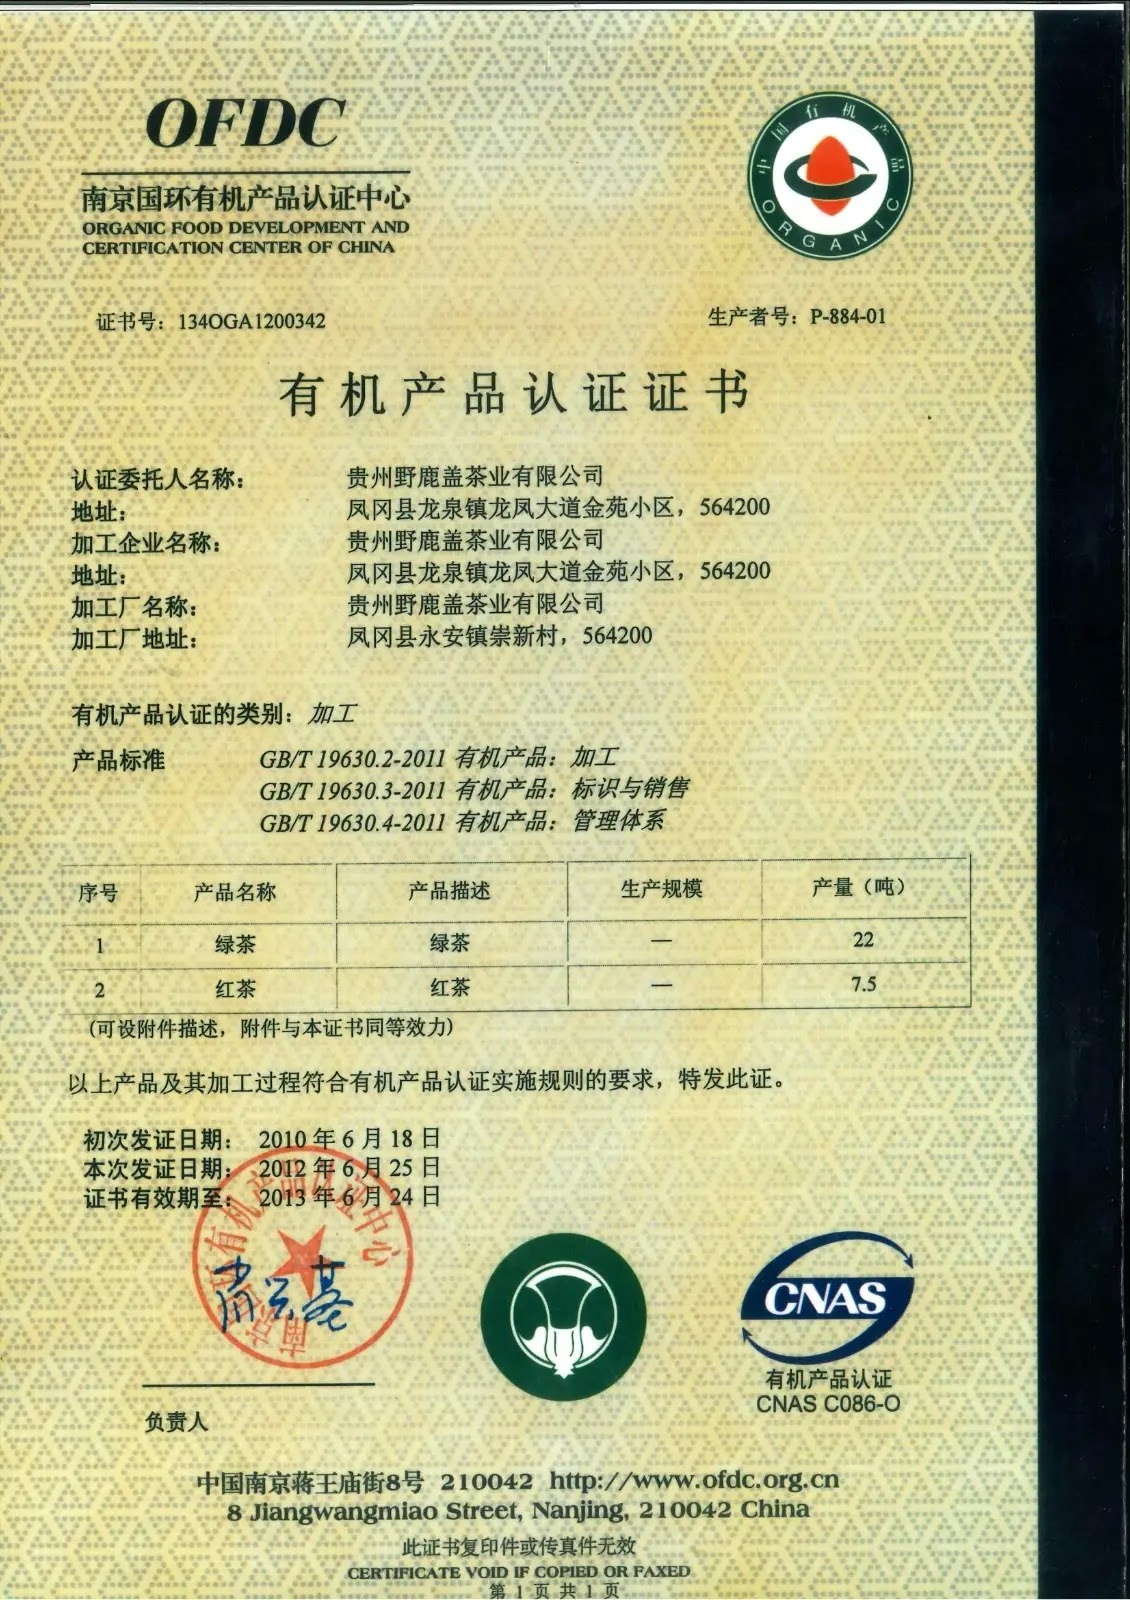 OFDC
南京国环有机产品认证中心
ORGANIC FOOD DEVELOPMENT AND
CERTIFICATION CENTER OF CHINA
中国有机产品
ORGANIC
证书号：134OGA1200342
生产者号：P-884-01
有机产品认证证书
认证委托人名称： 贵州野鹿盖茶业有限公司
地址： 凤冈县龙泉镇龙凤大道金苑小区，564200
加工企业名称： 贵州野鹿盖茶业有限公司
地址： 凤冈县龙泉镇龙凤大道金苑小区，564200
加工厂名称： 贵州野鹿盖茶业有限公司
加工厂地址： 凤冈县永安镇崇新村，564200
有机产品认证的类别：加工
产品标准 GB/T 19630.2-2011 有机产品：加工
GB/T 19630.3-2011 有机产品：标识与销售
GB/T 19630.4-2011 有机产品：管理体系
序号 产品名称 产品描述 生产规模 产量（吨）
1 绿茶 绿茶 — 22
2 红茶 红茶 — 7.5
(可设附件描述，附件与本证书同等效力)
以上产品及其加工过程符合有机产品认证实施规则的要求，特发此证。
初次发证日期： 2010 年 6 月 18 日
本次发证日期： 2012 年 6 月 25 日
证书有效期至： 2013 年 6 月 24 日
南京国环有机产品认证中心
CNAS
有机产品认证
CNAS C086-O
负责人
中国南京蒋王庙街8号 210042 http://www.ofdc.org.cn
8 Jiangwangmiao Street, Nanjing, 210042 China
此证书复印件或传真件无效
CERTIFICATE VOID IF COPIED OR FAXED
第 1 页 共 1 页